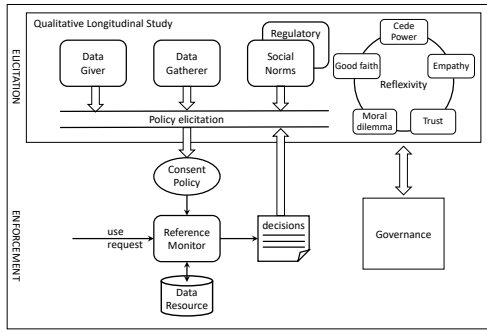 Qualitative Longitudinal Study
ELICITATION
Data
Giver
Data
Gatherer
Regulatory
Social
Norms
Cede
Power
Good faith
Empathy
Reflexivity
Moral
dilemma
Trust
Policy elicitation
Consent
Policy
ENFORCEMENT
use
request
Reference
Monitor
decisions
Governance
Data
Resource